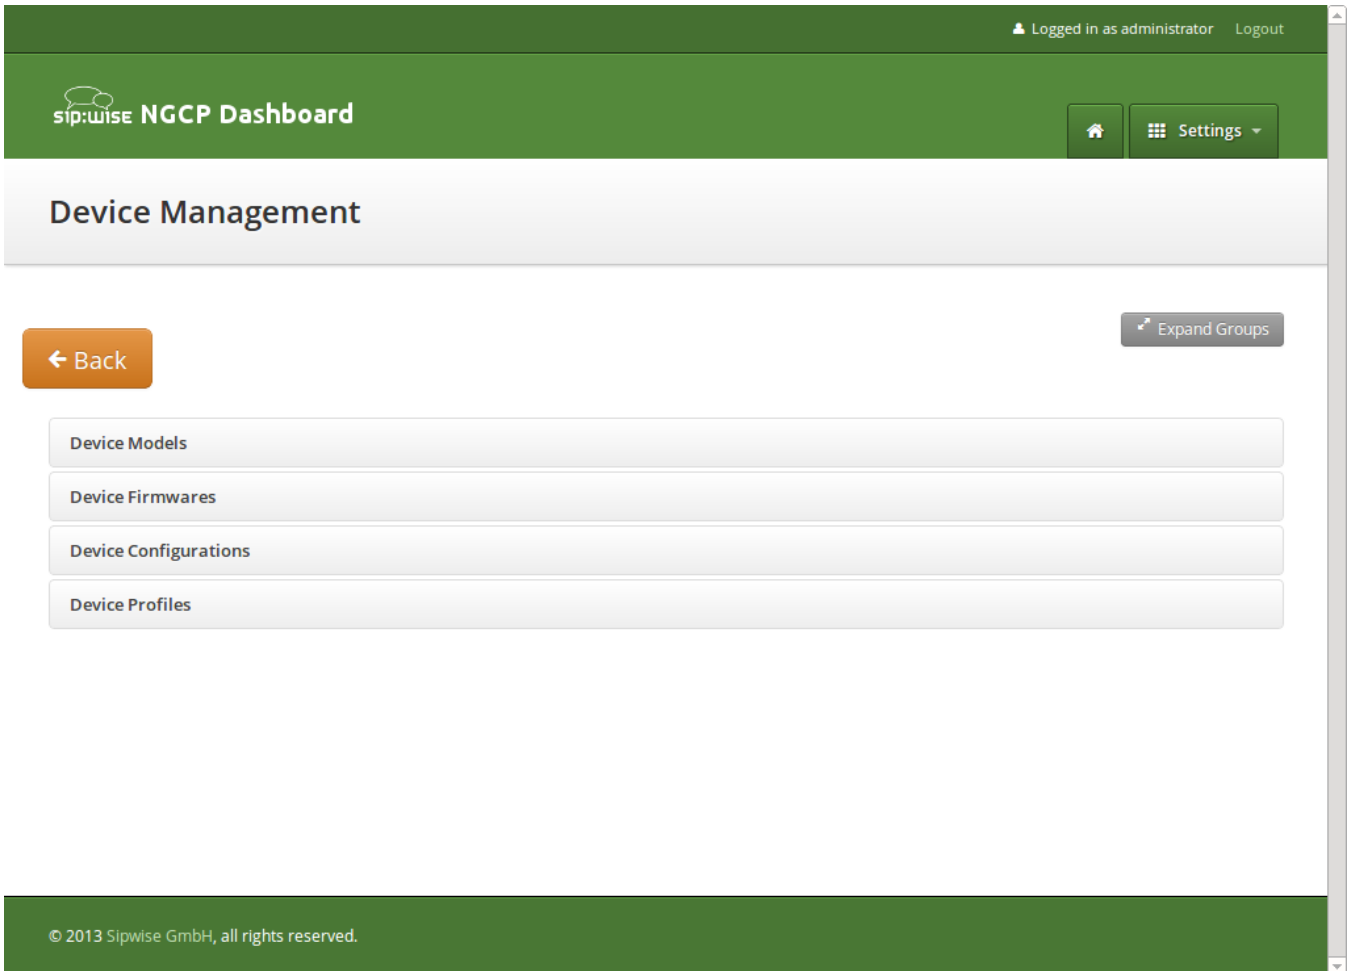 Logged in as administrator Logout
sip:wise NGCP Dashboard
Settings
Device Management
Expand Groups
Back
Device Models
Device Firmwares
Device Configurations
Device Profiles
© 2013 Sipwise GmbH, all rights reserved.